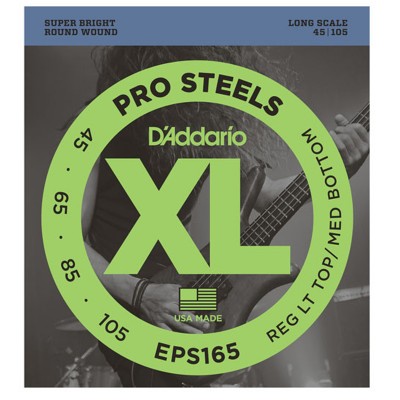 SUPER BRIGHT
ROUND WOUND
LONG SCALE
45 | 105
PRO STEELS
D'Addario
XL
USA MADE
45 · 65 · 85 · 105
EPS165
REG LT TOP/ MED BOTTOM